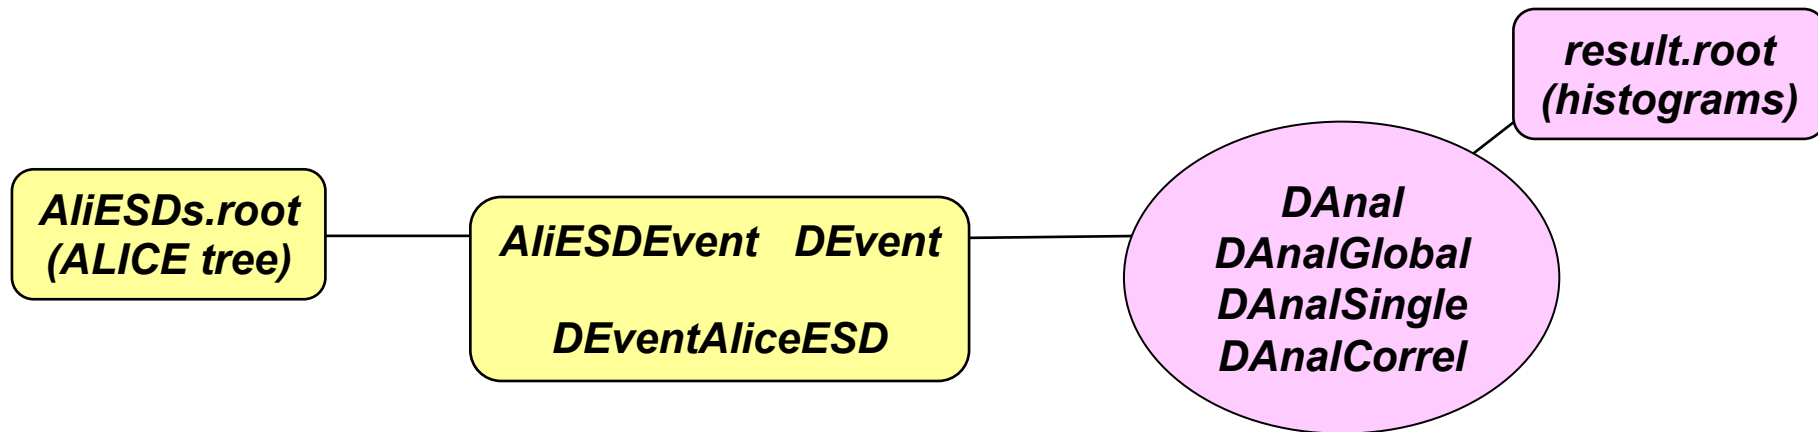 AliESDs.root
(ALICE tree)
AliESDEvent DEvent
DEventAliceESD
DAnal
DAnalGlobal
DAnalSingle
DAnalCorrel
result.root
(histograms)